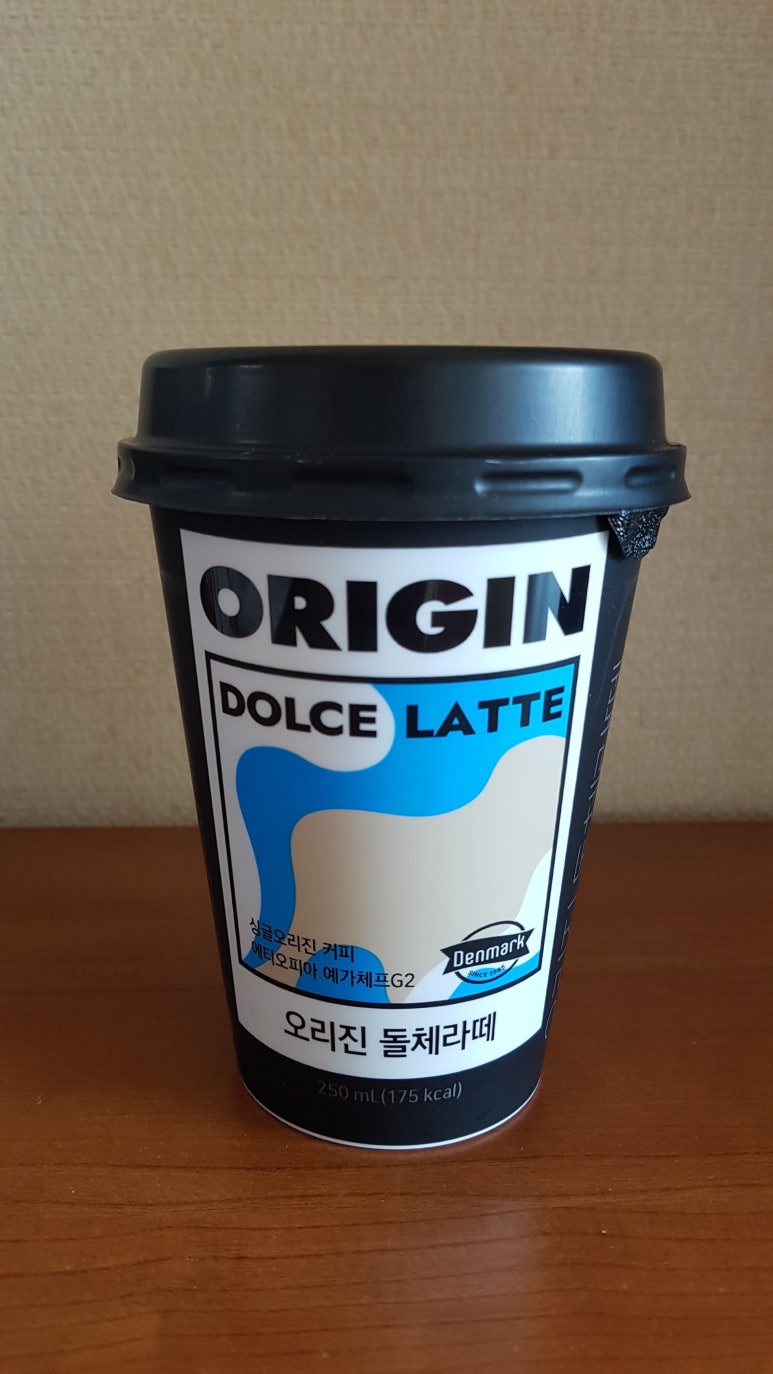 ORIGIN
DOLCE LATTE
싱글오리진 커피
에티오피아 예가체프G2
Denmark
SINCE 1985
오리진 돌체라떼
250 mL(175 kcal)